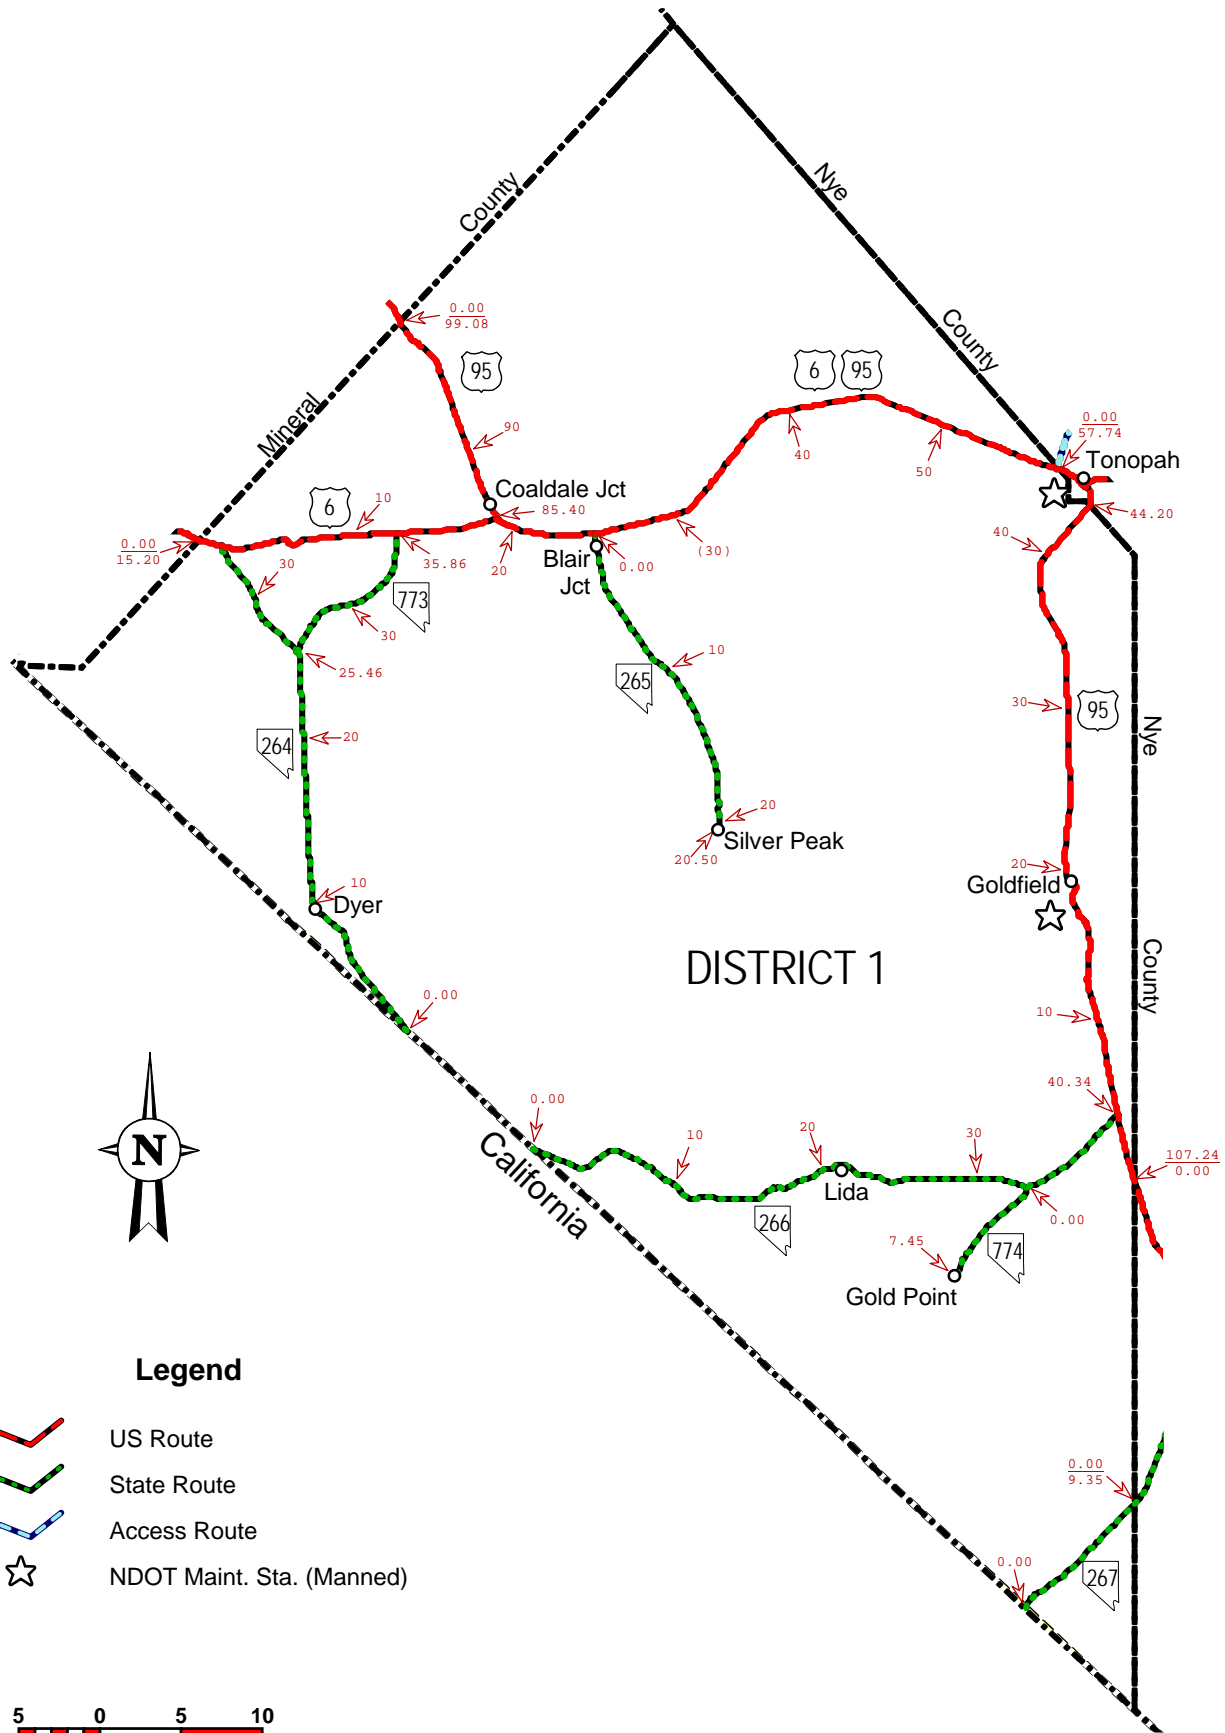 Nye
County
County
0.00
99.08
95
6 95
Mineral
90
40
50
0.00
57.74
Tonopah
Coaldale Jct
10
6
85.40
44.20
0.00
15.20
40
35.86
20
Blair
Jct
0.00
(30)
30
773
30
10
25.46
265
30
95
Nye
264
20
20
Silver Peak
20.50
20
Goldfield
10
Dyer
DISTRICT 1
County
0.00
10
40.34
0.00
California
10
20
30
107.24
0.00
N
Lida
266
0.00
774
7.45
Gold Point
Legend
US Route
State Route
Access Route
NDOT Maint. Sta. (Manned)
0.00
9.35
0.00
267
5 0 5 10